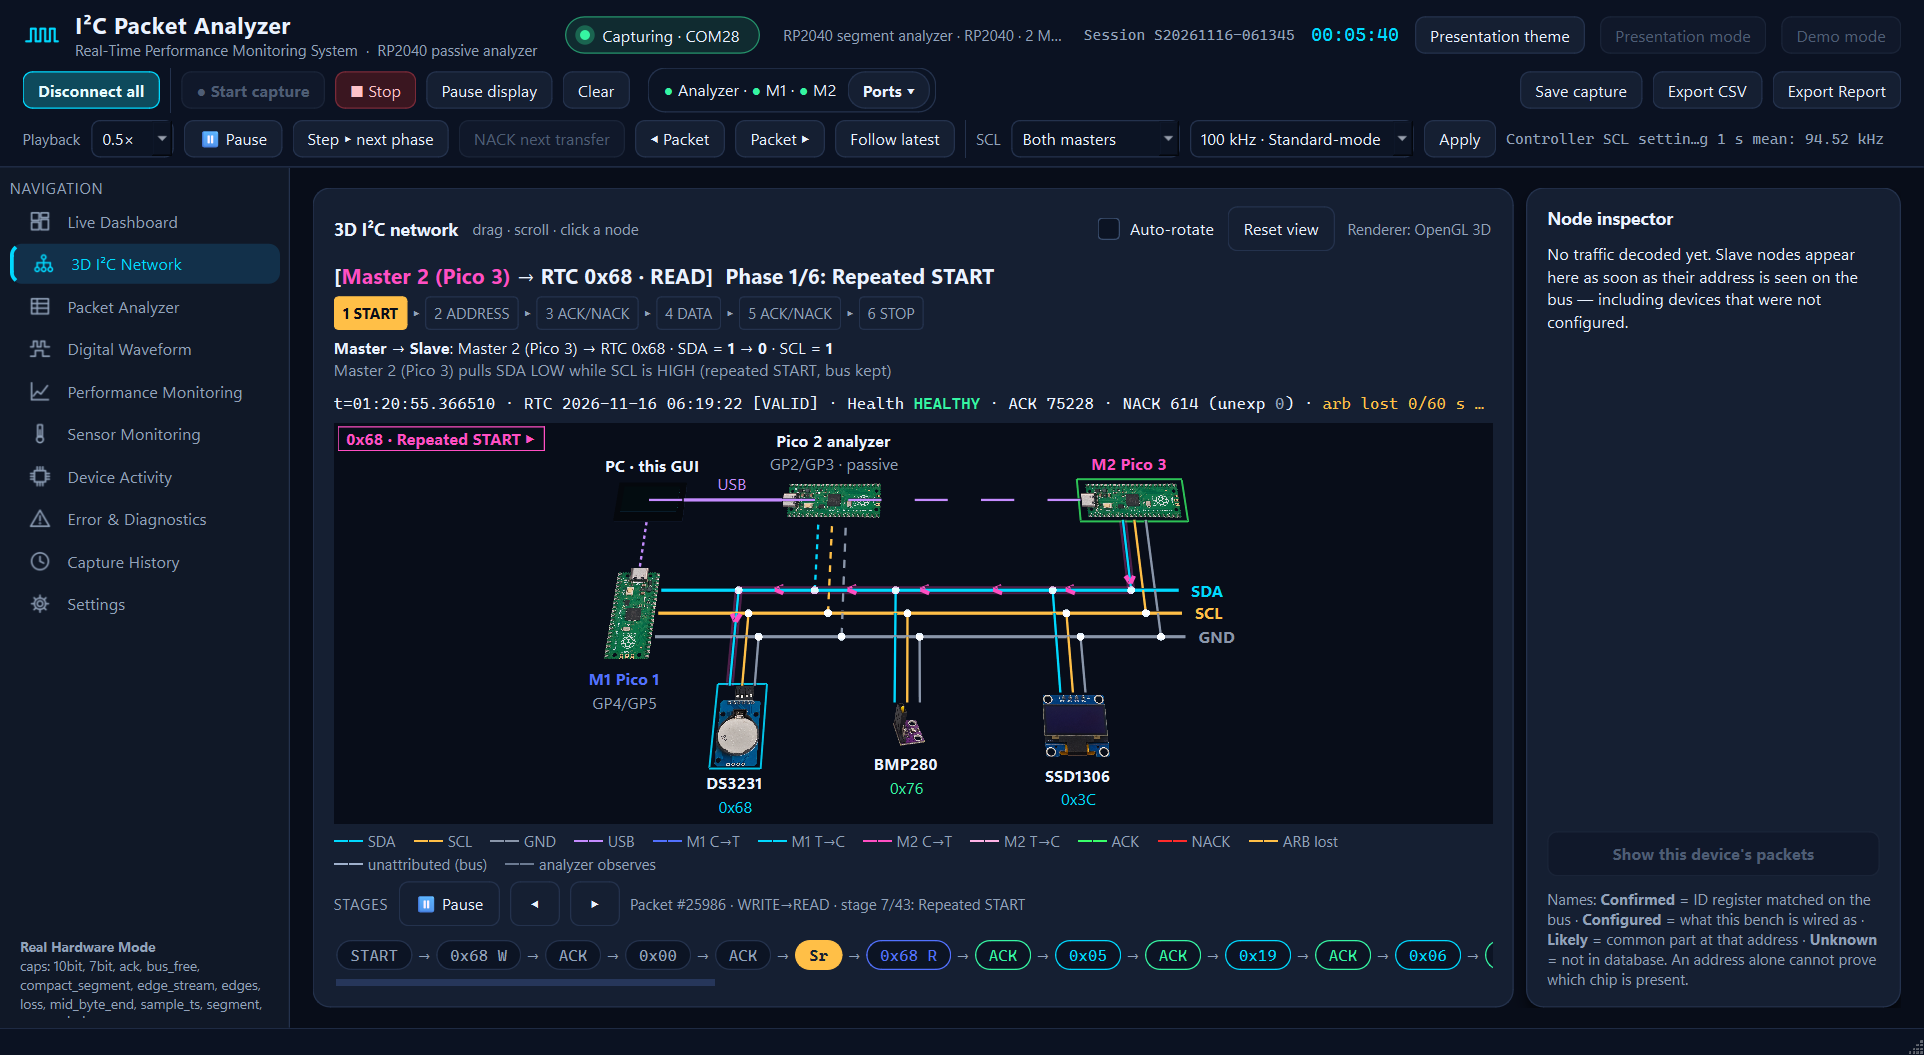 I²C Packet Analyzer
Real-Time Performance Monitoring System · RP2040 passive analyzer
Capturing · COM28
RP2040 segment analyzer · RP2040 · 2 M…
Session S20261116-061345
00:05:40
Presentation theme
Presentation mode
Demo mode
Disconnect all
● Start capture
■ Stop
Pause display
Clear
● Analyzer · ● M1 · ● M2
Ports ▾
Save capture
Export CSV
Export Report
Playback
0.5×
⏸ Pause
Step ▸ next phase
NACK next transfer
◂ Packet
Packet ▸
Follow latest
SCL
Both masters
100 kHz · Standard-mode
Apply
Controller SCL settin…g 1 s mean: 94.52 kHz
NAVIGATION
Live Dashboard
3D I²C Network
Packet Analyzer
Digital Waveform
Performance Monitoring
Sensor Monitoring
Device Activity
Error & Diagnostics
Capture History
Settings
Real Hardware Mode
caps: 10bit, 7bit, ack, bus_free,
compact_segment, edge_stream, edges,
loss, mid_byte_end, sample_ts, segment,
3D I²C network
drag · scroll · click a node
Auto-rotate
Reset view
Renderer: OpenGL 3D
[Master 2 (Pico 3) → RTC 0x68 · READ] Phase 1/6: Repeated START
1 START ▸ 2 ADDRESS ▸ 3 ACK/NACK ▸ 4 DATA ▸ 5 ACK/NACK ▸ 6 STOP
Master → Slave: Master 2 (Pico 3) → RTC 0x68 · SDA = 1 → 0 · SCL = 1
Master 2 (Pico 3) pulls SDA LOW while SCL is HIGH (repeated START, bus kept)
t=01:20:55.366510 · RTC 2026-11-16 06:19:22 [VALID] · Health HEALTHY · ACK 75228 · NACK 614 (unexp 0) · arb lost 0/60 s …
0x68 · Repeated START ▸
Pico 2 analyzer
GP2/GP3 · passive
PC · this GUI
USB
M2 Pico 3
SDA
SCL
GND
M1 Pico 1
GP4/GP5
DS3231
0x68
BMP280
0x76
SSD1306
0x3C
SDA
SCL
GND
USB
M1 C→T
M1 T→C
M2 C→T
M2 T→C
ACK
NACK
ARB lost
unattributed (bus)
analyzer observes
STAGES
⏸ Pause
◂
▸
Packet #25986 · WRITE→READ · stage 7/43: Repeated START
START → 0x68 W → ACK → 0x00 → ACK → Sr → 0x68 R → ACK → 0x05 → ACK → 0x19 → ACK → 0x06 →
Node inspector
No traffic decoded yet. Slave nodes appear
here as soon as their address is seen on the
bus — including devices that were not
configured.
Show this device's packets
Names: Confirmed = ID register matched on the
bus · Configured = what this bench is wired as ·
Likely = common part at that address · Unknown
= not in database. An address alone cannot prove
which chip is present.